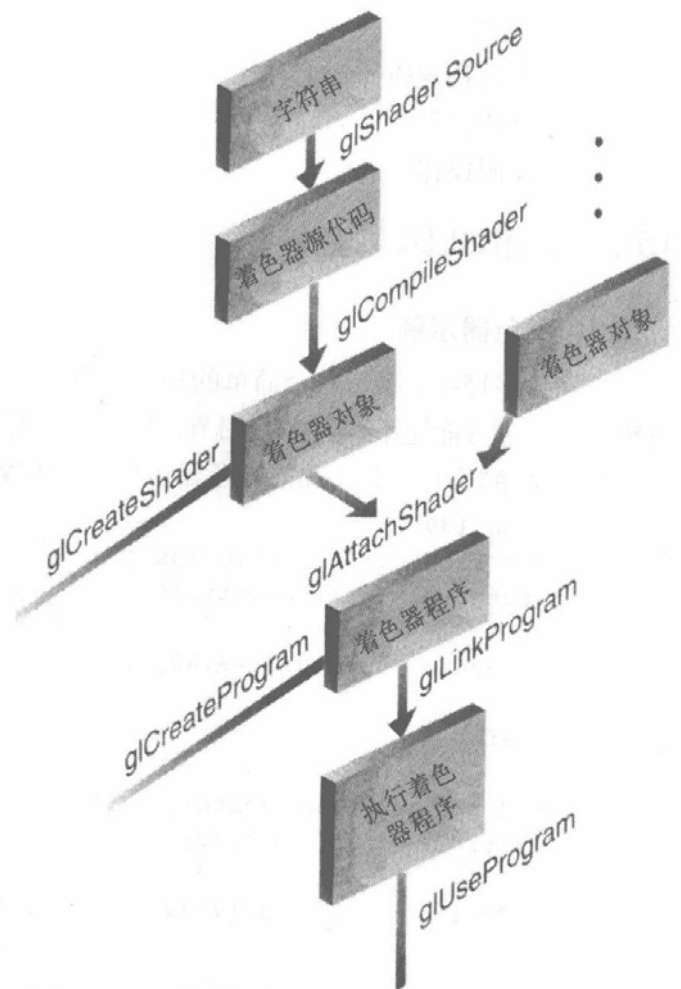 字符串
glShader Source
着色器源代码
glCompileShader
着色器对象
着色器对象
glCreateShader
glAttachShader
着色器程序
glLinkProgram
glCreateProgram
执行着色
器程序
glUseProgram